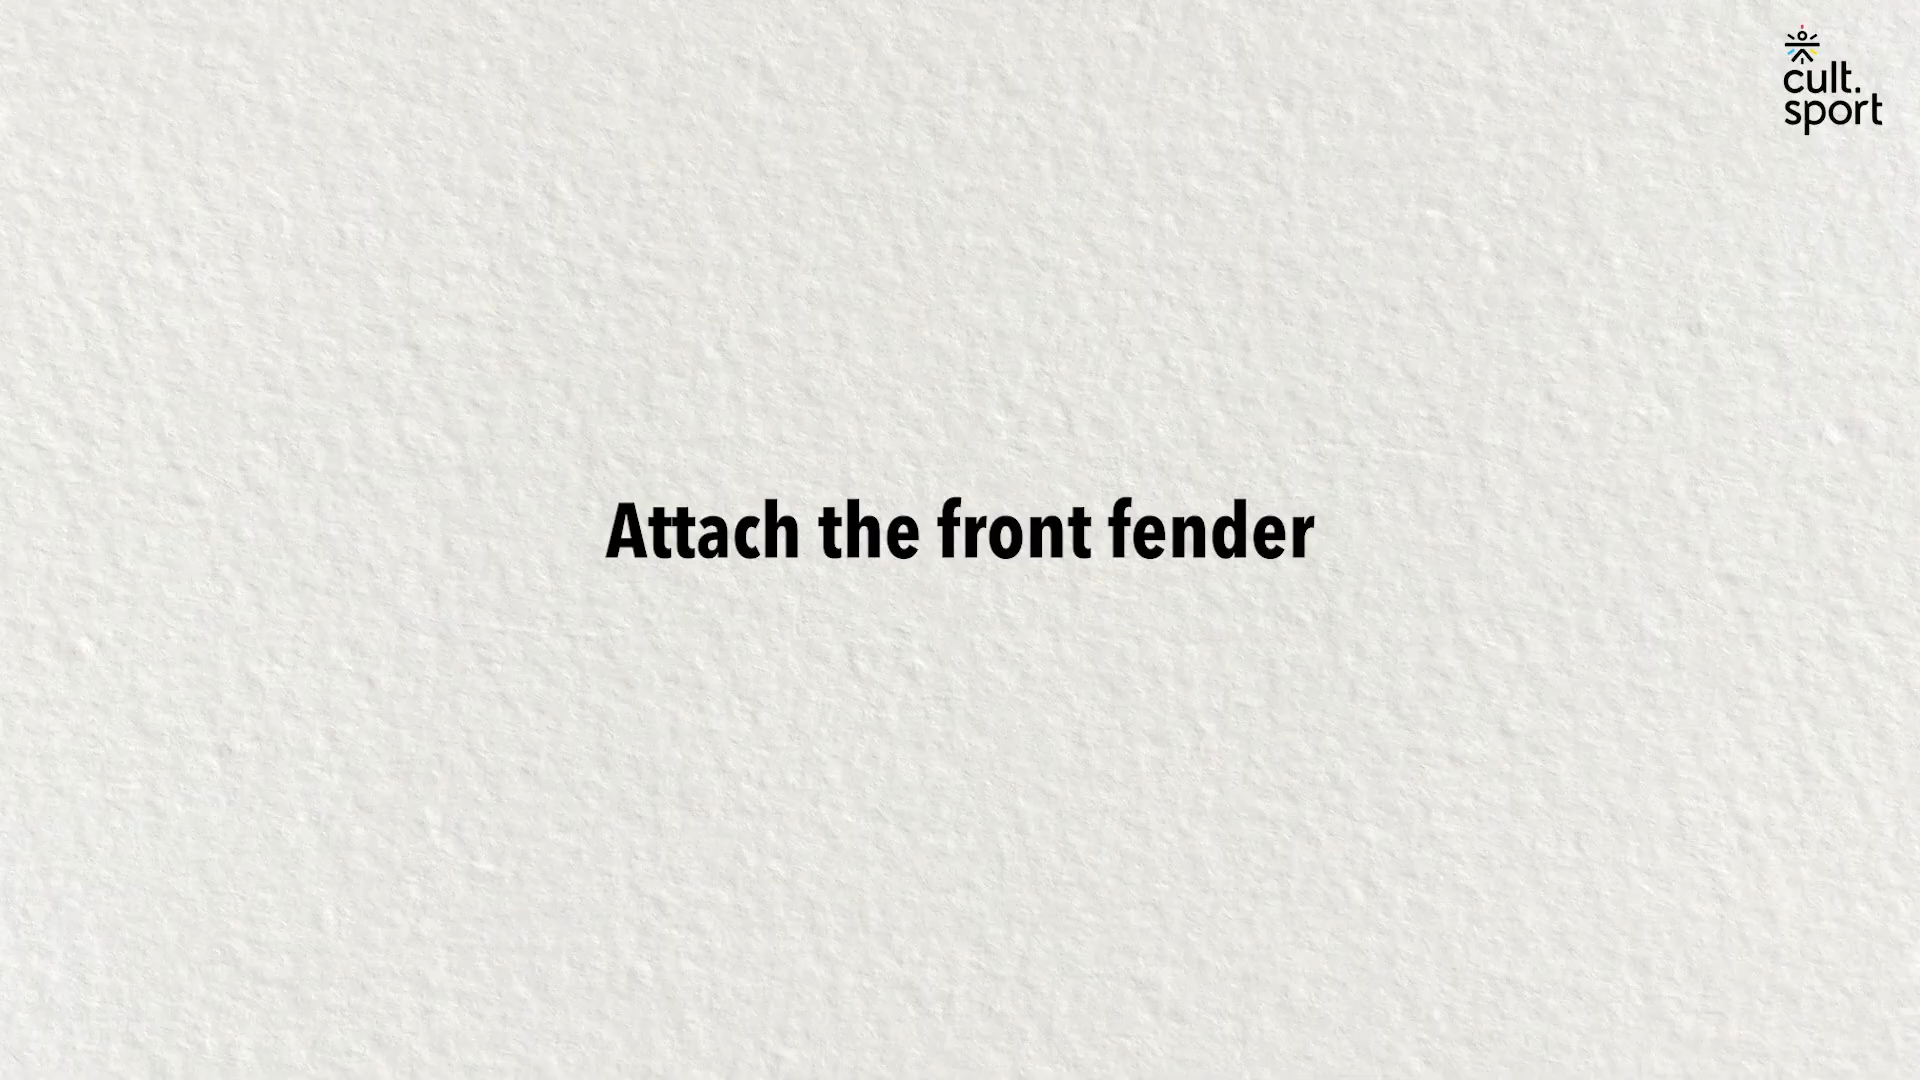 cult.
sport
Attach the front fender